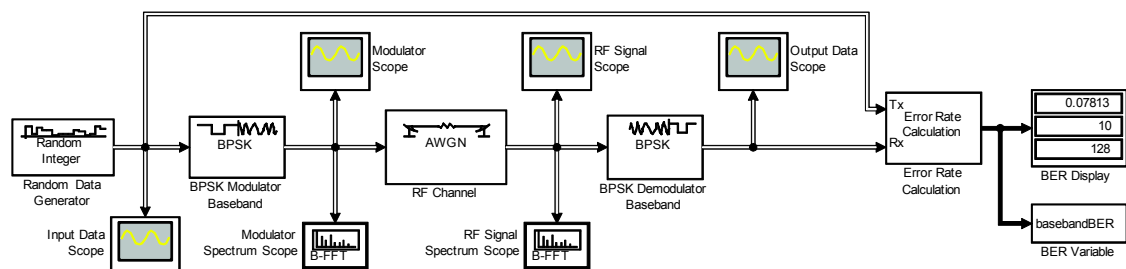 Modulator
Scope
RF Signal
Scope
Output Data
Scope
Random
Integer
Random Data
Generator
BPSK
BPSK Modulator
Baseband
AWGN
RF Channel
BPSK
BPSK Demodulator
Baseband
Tx
Rx
Error Rate
Calculation
Error Rate
Calculation
0.07813
10
128
BER Display
Input Data
Scope
Modulator
Spectrum Scope
B-FFT
RF Signal
Spectrum Scope
B-FFT
basebandBER
BER Variable